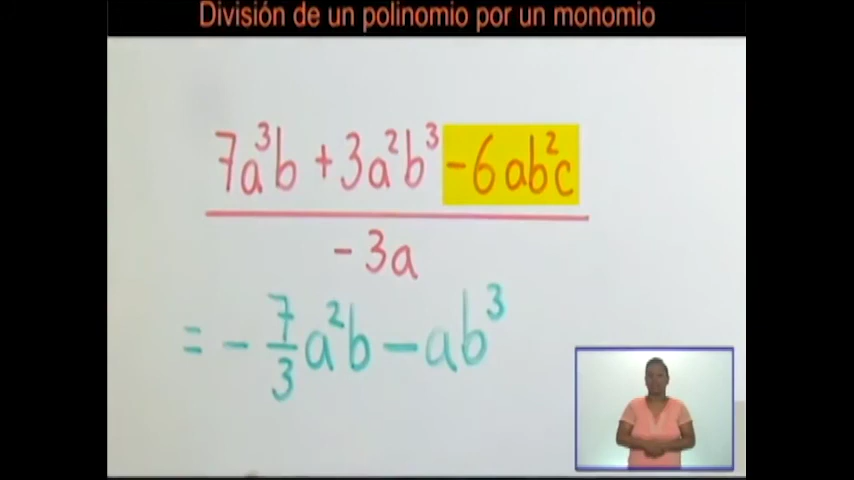 División de un polinomio por un monomio
7a³b + 3a²b³ - 6ab²c
- 3a
= - 7/3 a²b - ab³